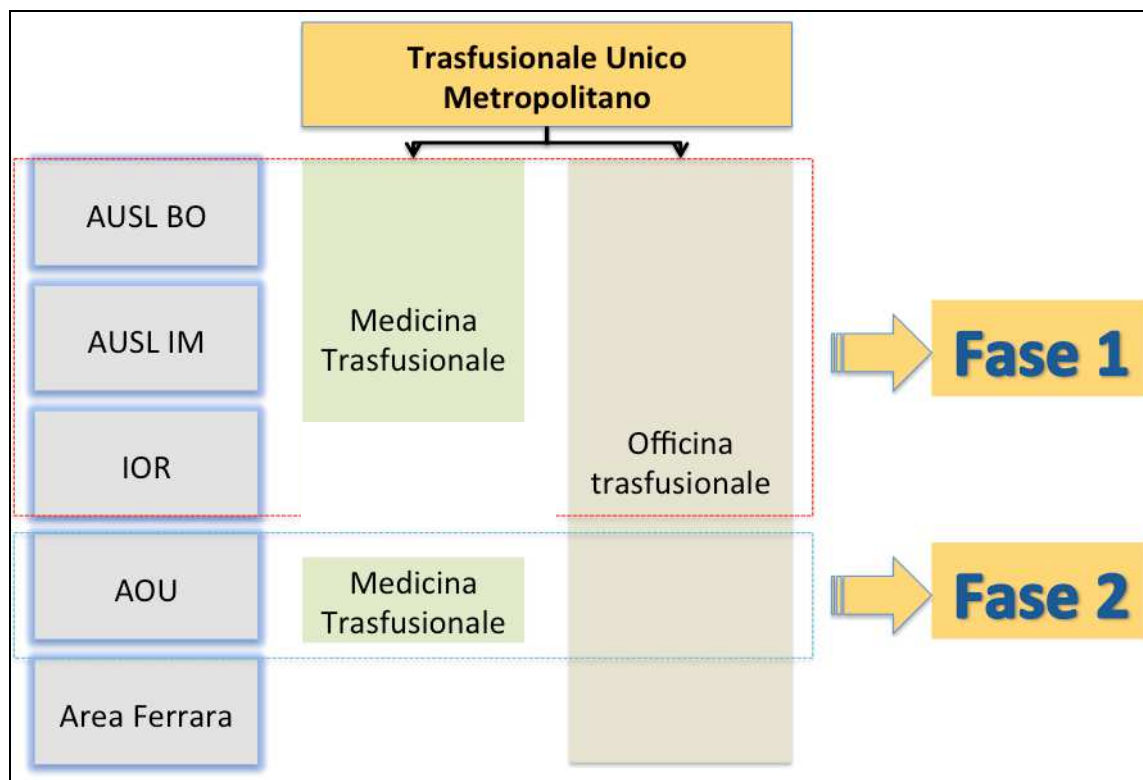 Trasfusionale Unico
Metropolitano
AUSL BO
AUSL IM
IOR
AOU
Area Ferrara
Medicina
Trasfusionale
Medicina
Trasfusionale
Officina
trasfusionale
Fase 1
Fase 2